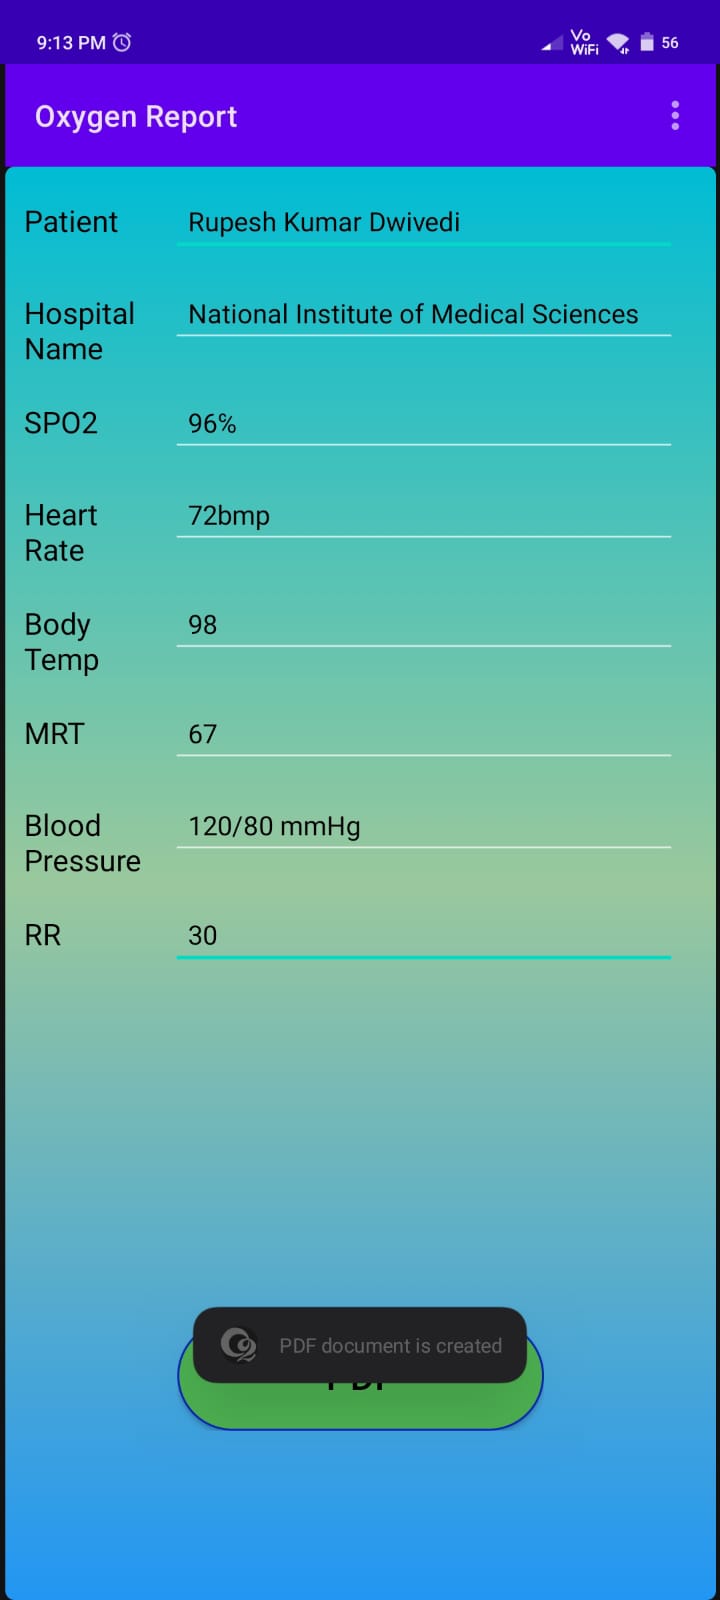 9:13 PM
Vo
WiFi
56
Oxygen Report
Patient
Rupesh Kumar Dwivedi
Hospital
Name
National Institute of Medical Sciences
SPO2
96%
Heart
Rate
72bmp
Body
Temp
98
MRT
67
Blood
Pressure
120/80 mmHg
RR
30
PDF document is created
PDF